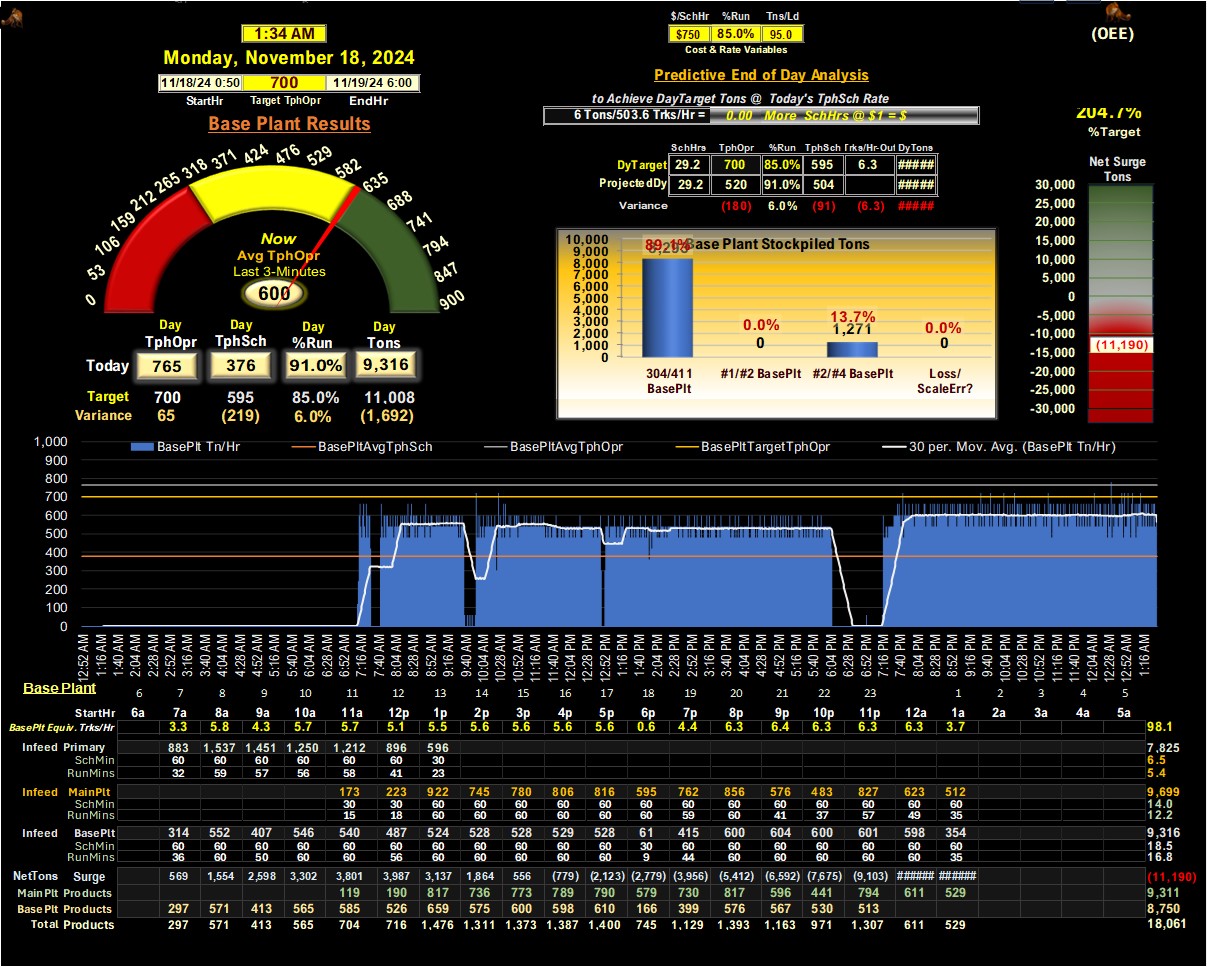 $/SchHr %Run Tns/Ld
1:34 AM
$750 85.0% 95.0
(OEE)
Cost & Rate Variables
Monday, November 18, 2024
Predictive End of Day Analysis
11/18/24 0:50 700 11/19/24 6:00
StartHr Target TphOpr EndHr
to Achieve DayTarget Tons @ Today's TphSch Rate
6 Tons/503.6 Trks/Hr = 0.00 More SchHrs @ $1 = $
204.7%
%Target
Base Plant Results
SchHrs TphOpr %Run TphSch Trks/Hr-Out DyTons
DyTarget 29.2 700 85.0% 595 6.3 #####
ProjectedDy 29.2 520 91.0% 504 #####
Variance (180) 6.0% (91) (6.3) #####
Net Surge
Tons
30,000
25,000
20,000
15,000
10,000
5,000
0
-5,000
-10,000
(11,190)
-15,000
-20,000
-25,000
-30,000
0 53 106 159 212 265 318 371 424 476 529 582 635 688 741 794 847 900
Now
Avg TphOpr
Last 3-Minutes
600
Base Plant Stockpiled Tons
10,000
9,000
8,000
7,000
6,000
5,000
4,000
3,000
2,000
1,000
0
89.1%
8,293
0.0%
0
13.7%
1,271
0.0%
0
304/411 BasePlt
#1/#2 BasePlt
#2/#4 BasePlt
Loss/ ScaleErr?
Day Day Day Day
TphOpr TphSch %Run Tons
Today 765 376 91.0% 9,316
Target 700 595 85.0% 11,008
Variance 65 (219) 6.0% (1,692)
BasePlt Tn/Hr BasePltAvgTphSch BasePltAvgTphOpr BasePltTargetTphOpr 30 per. Mov. Avg. (BasePlt Tn/Hr)
1,000
900
800
700
600
500
400
300
200
100
0
12:52 AM 1:16 AM 1:40 AM 2:04 AM 2:28 AM 2:52 AM 3:16 AM 3:40 AM 4:04 AM 4:28 AM 4:52 AM 5:16 AM 5:40 AM 6:04 AM 6:28 AM 6:52 AM 7:16 AM 7:40 AM 8:04 AM 8:28 AM 8:52 AM 9:16 AM 9:40 AM 10:04 AM 10:28 AM 10:52 AM 11:16 AM 11:40 AM 12:04 PM 12:28 PM 12:52 PM 1:16 PM 1:40 PM 2:04 PM 2:28 PM 2:52 PM 3:16 PM 3:40 PM 4:04 PM 4:28 PM 4:52 PM 5:16 PM 5:40 PM 6:04 PM 6:28 PM 6:52 PM 7:16 PM 7:40 PM 8:04 PM 8:28 PM 8:52 PM 9:16 PM 9:40 PM 10:04 PM 10:28 PM 10:52 PM 11:16 PM 11:40 PM 12:04 AM 12:28 AM 12:52 AM 1:16 AM
Base Plant 6 7 8 9 10 11 12 13 14 15 16 17 18 19 20 21 22 23 1 2 3 4 5
StartHr 6a 7a 8a 9a 10a 11a 12p 1p 2p 3p 4p 5p 6p 7p 8p 9p 10p 11p 12a 1a 2a 3a 4a 5a
BasePlt Equiv. Trks/Hr 3.3 5.8 4.3 5.7 5.7 5.1 5.5 5.6 5.6 5.6 5.6 0.6 4.4 6.3 6.4 6.3 6.3 6.3 3.7 98.1
Infeed Primary 883 1,537 1,451 1,250 1,212 896 596 7,825
SchMin 60 60 60 60 60 60 30 6.5
RunMins 32 59 57 56 58 41 23 5.4
Infeed MainPlt 173 223 922 745 780 806 816 595 762 856 576 483 827 623 512 9,699
SchMin 30 30 60 60 60 60 60 60 60 60 60 60 60 60 60 14.0
RunMins 15 18 60 60 60 60 60 60 59 60 41 37 57 49 35 12.2
Infeed BasePlt 314 552 407 546 540 487 524 528 528 529 528 61 415 600 604 600 601 598 354 9,316
SchMin 60 60 60 60 60 60 60 60 60 60 60 30 60 60 60 60 60 60 60 18.5
RunMins 36 60 50 60 60 56 60 60 60 60 60 9 44 60 60 60 60 60 35 16.8
NetTons Surge 569 1,554 2,598 3,302 3,801 3,987 3,137 1,864 556 (779) (2,123) (2,779) (3,956) (5,412) (6,592) (7,675) (9,103) ###### ###### (11,190)
MainPlt Products 119 190 817 736 773 789 790 579 730 817 596 441 794 611 529 9,311
BasePlt Products 297 571 413 565 585 526 659 575 600 598 610 166 399 576 567 530 513 8,750
Total Products 297 571 413 565 704 716 1,476 1,311 1,373 1,387 1,400 745 1,129 1,393 1,163 971 1,307 611 529 18,061